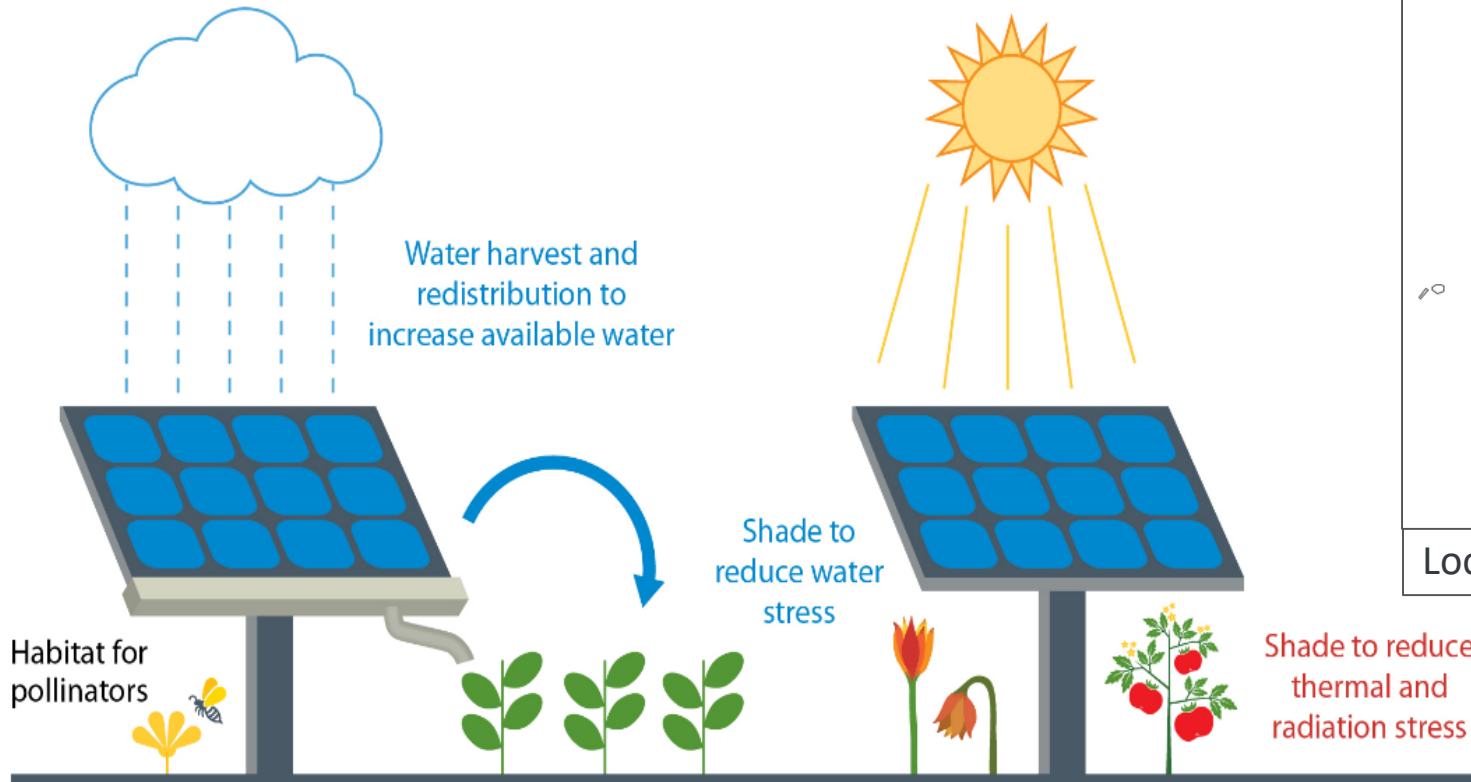 Water harvest and
redistribution to
increase available water
Shade to
reduce water
stress
Habitat for
pollinators
Shade to reduce
thermal and
radiation stress